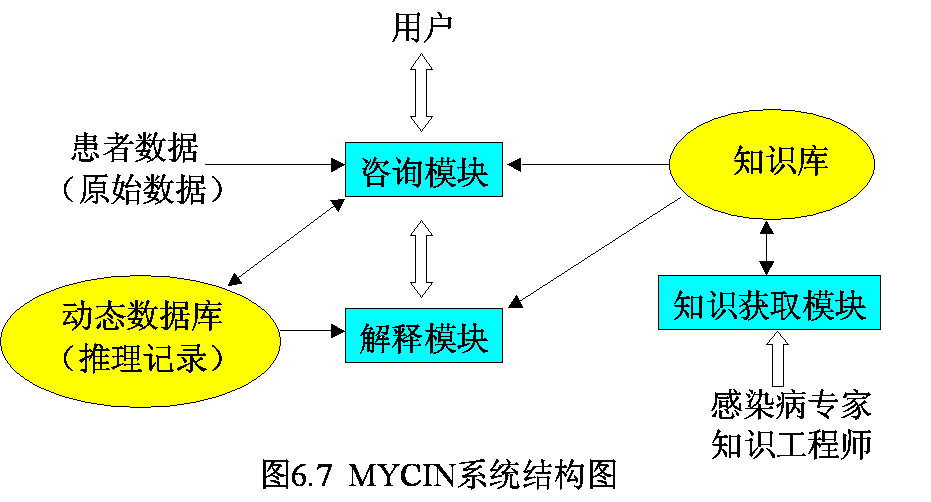 用户
患者数据
（原始数据）
咨询模块
知识库
动态数据库
（推理记录）
解释模块
知识获取模块
感染病专家
知识工程师
图6.7 MYCIN系统结构图